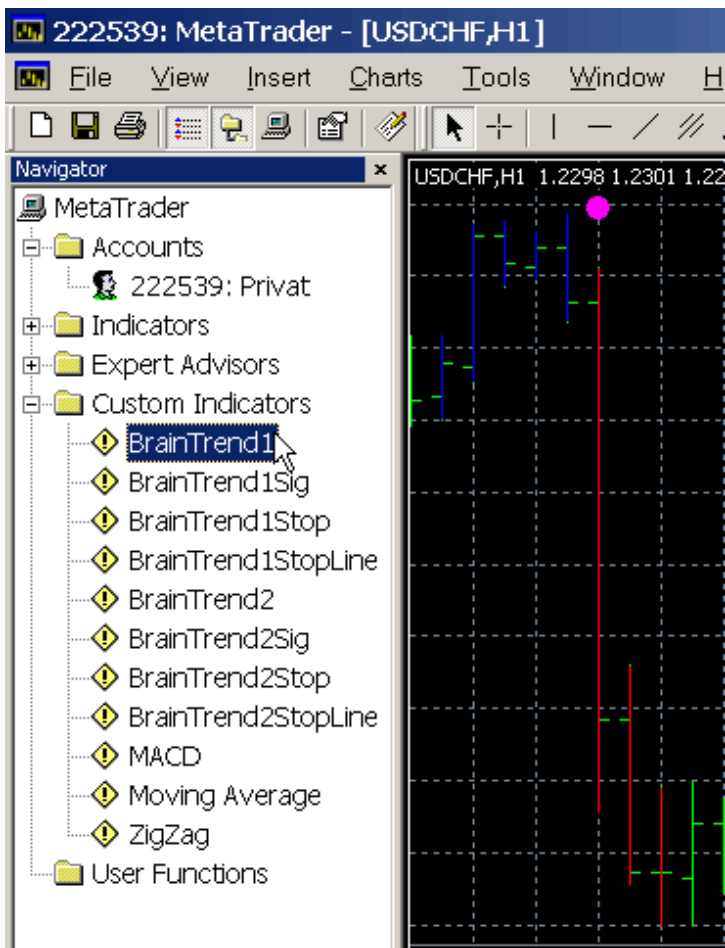 222539: MetaTrader - [USDCHF,H1]
File View Insert Charts Tools Window H
Navigator ×
USDCHF,H1 1.2298 1.2301 1.22
MetaTrader
Accounts
222539: Privat
Indicators
Expert Advisors
Custom Indicators
BrainTrend1
BrainTrend1Sig
BrainTrend1Stop
BrainTrend1StopLine
BrainTrend2
BrainTrend2Sig
BrainTrend2Stop
BrainTrend2StopLine
MACD
Moving Average
ZigZag
User Functions